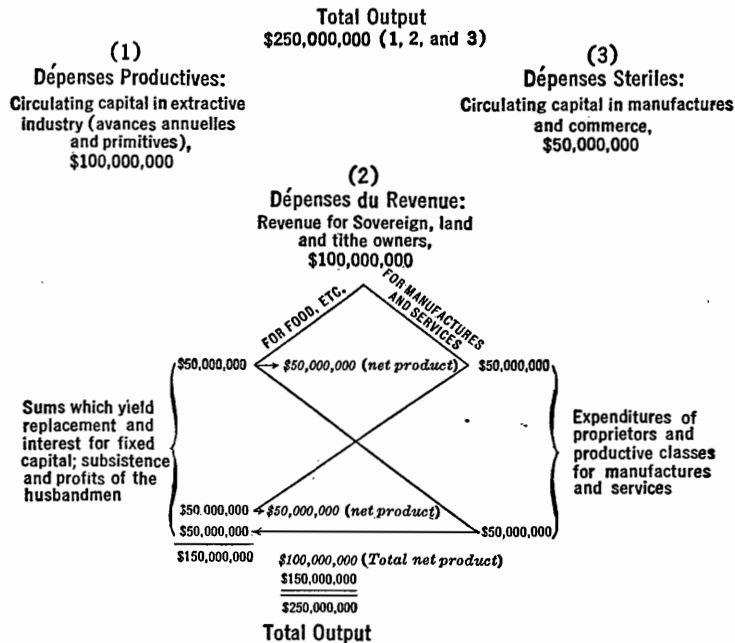 Total Output
$250,000,000 (1, 2, and 3)
(1)
Dépenses Productives:
Circulating capital in extractive
industry (avances annuelles
and primitives),
$100,000,000
(3)
Dépenses Steriles:
Circulating capital in manufactures
and commerce,
$50,000,000
(2)
Dépenses du Revenue:
Revenue for Sovereign, land
and tithe owners,
$100,000,000
FOR FOOD, ETC.
FOR MANUFACTURES
AND SERVICES
$50,000,000 $50,000,000 (net product) $50,000,000
Sums which yield
replacement and
interest for fixed
capital; subsistence
and profits of the
husbandmen
Expenditures of
proprietors and
productive classes
for manufactures
and services
$50,000,000 $50,000,000 (net product)
$50,000,000 $50,000,000
$150,000,000 $100,000,000 (Total net product)
$150,000,000
$250,000,000
Total Output